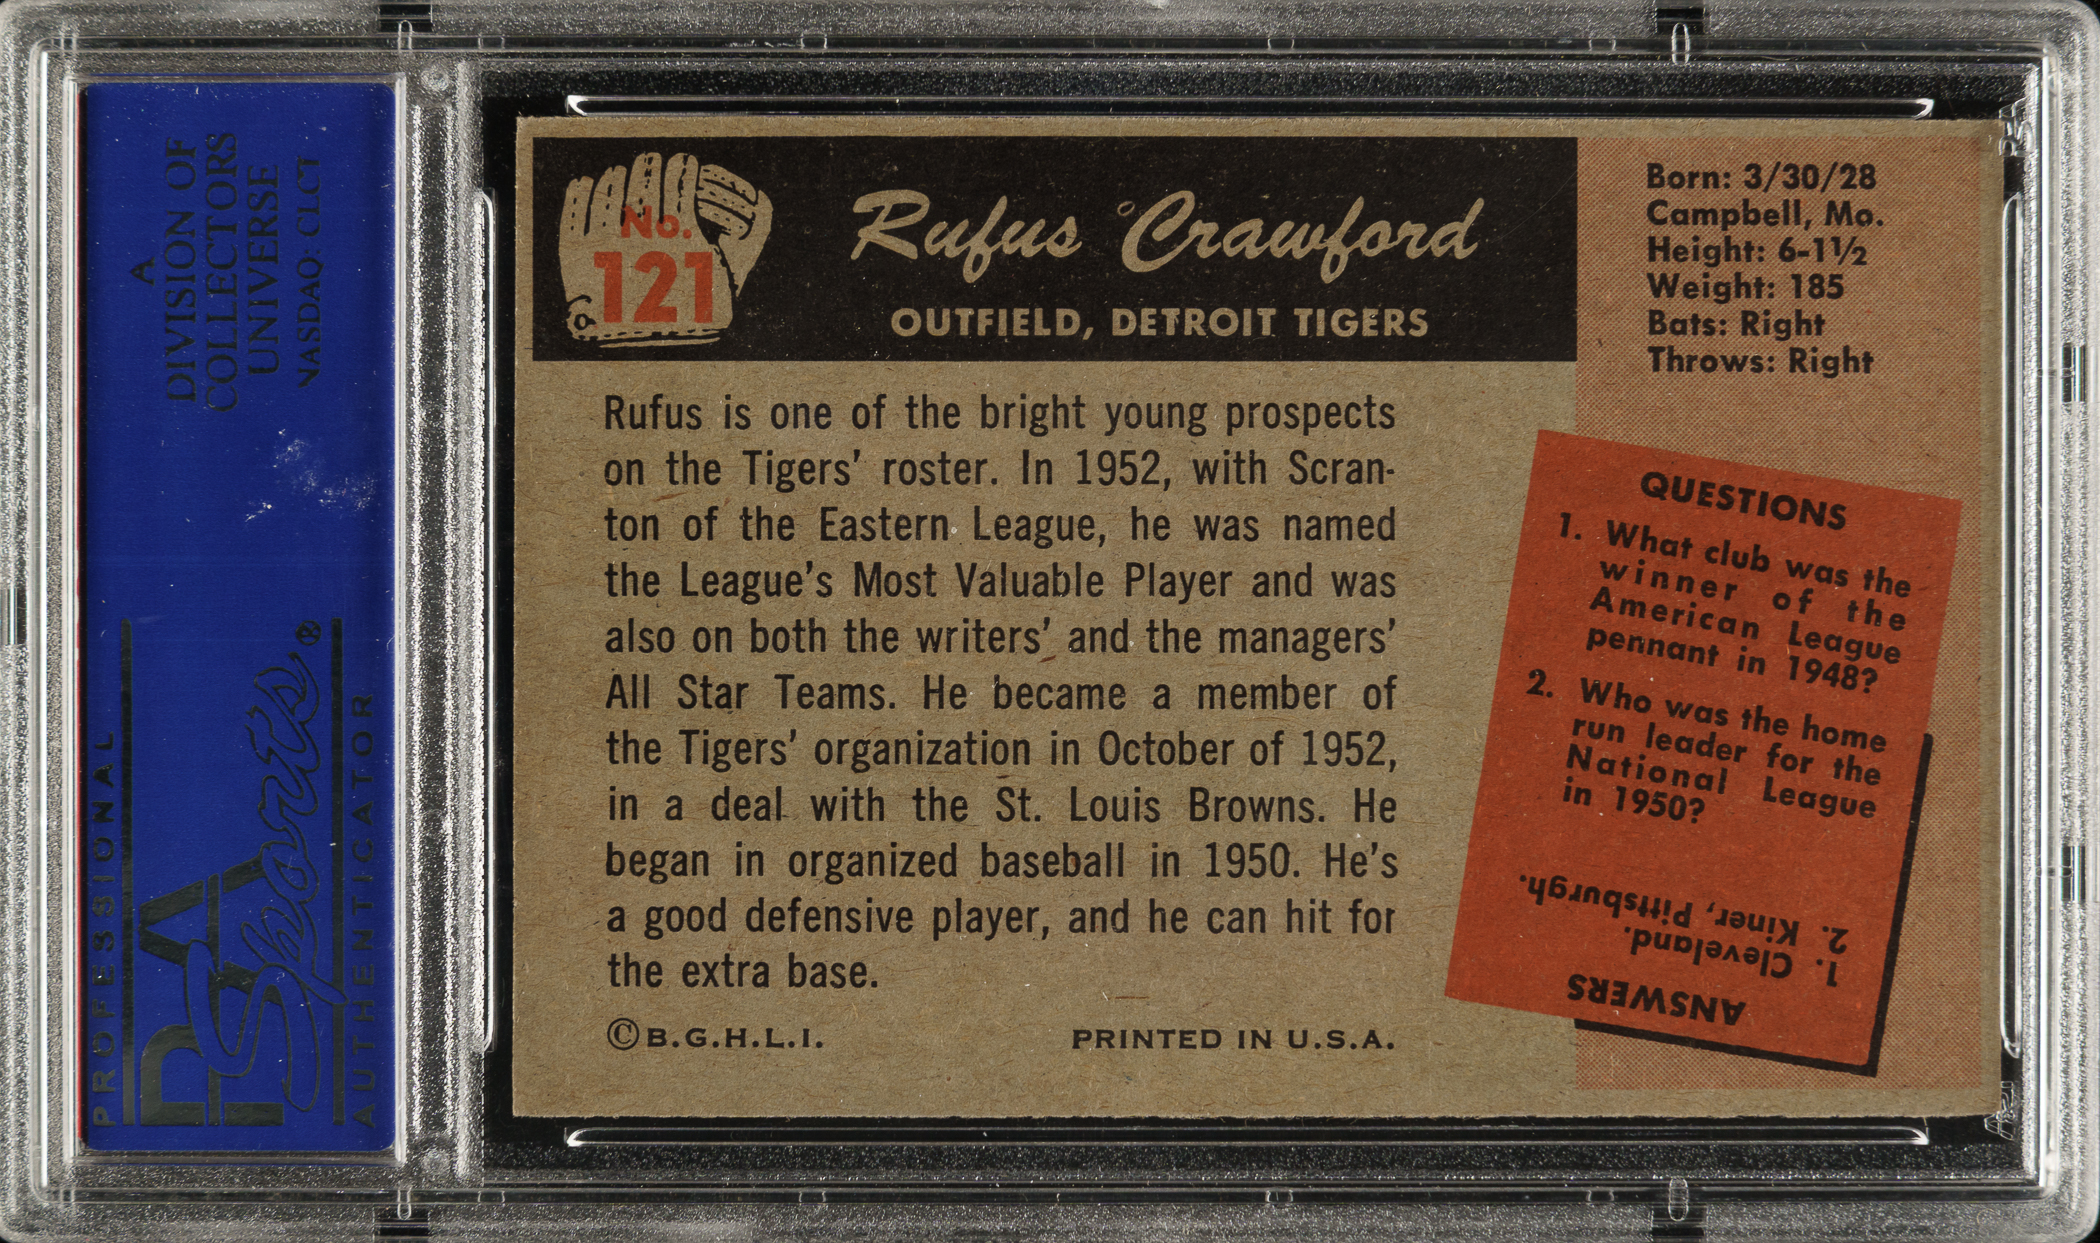 A
DIVISION OF
COLLECTORS
UNIVERSE
NASDAQ: CLCT
PROFESSIONAL
PSA
Sports®
AUTHENTICATOR
No.
121
Rufus Crawford
OUTFIELD, DETROIT TIGERS
Born: 3/30/28
Campbell, Mo.
Height: 6-1½
Weight: 185
Bats: Right
Throws: Right
Rufus is one of the bright young prospects
on the Tigers' roster. In 1952, with Scran-
ton of the Eastern League, he was named
the League's Most Valuable Player and was
also on both the writers' and the managers'
All Star Teams. He became a member of
the Tigers' organization in October of 1952,
in a deal with the St. Louis Browns. He
began in organized baseball in 1950. He's
a good defensive player, and he can hit for
the extra base.
©B.G.H.L.I.
PRINTED IN U.S.A.
QUESTIONS
1. What club was the
winner of the
American League
pennant in 1948?
2. Who was the home
run leader for the
National League
in 1950?
ANSWERS
1. Cleveland.
2. Kiner, Pittsburgh.
PSA